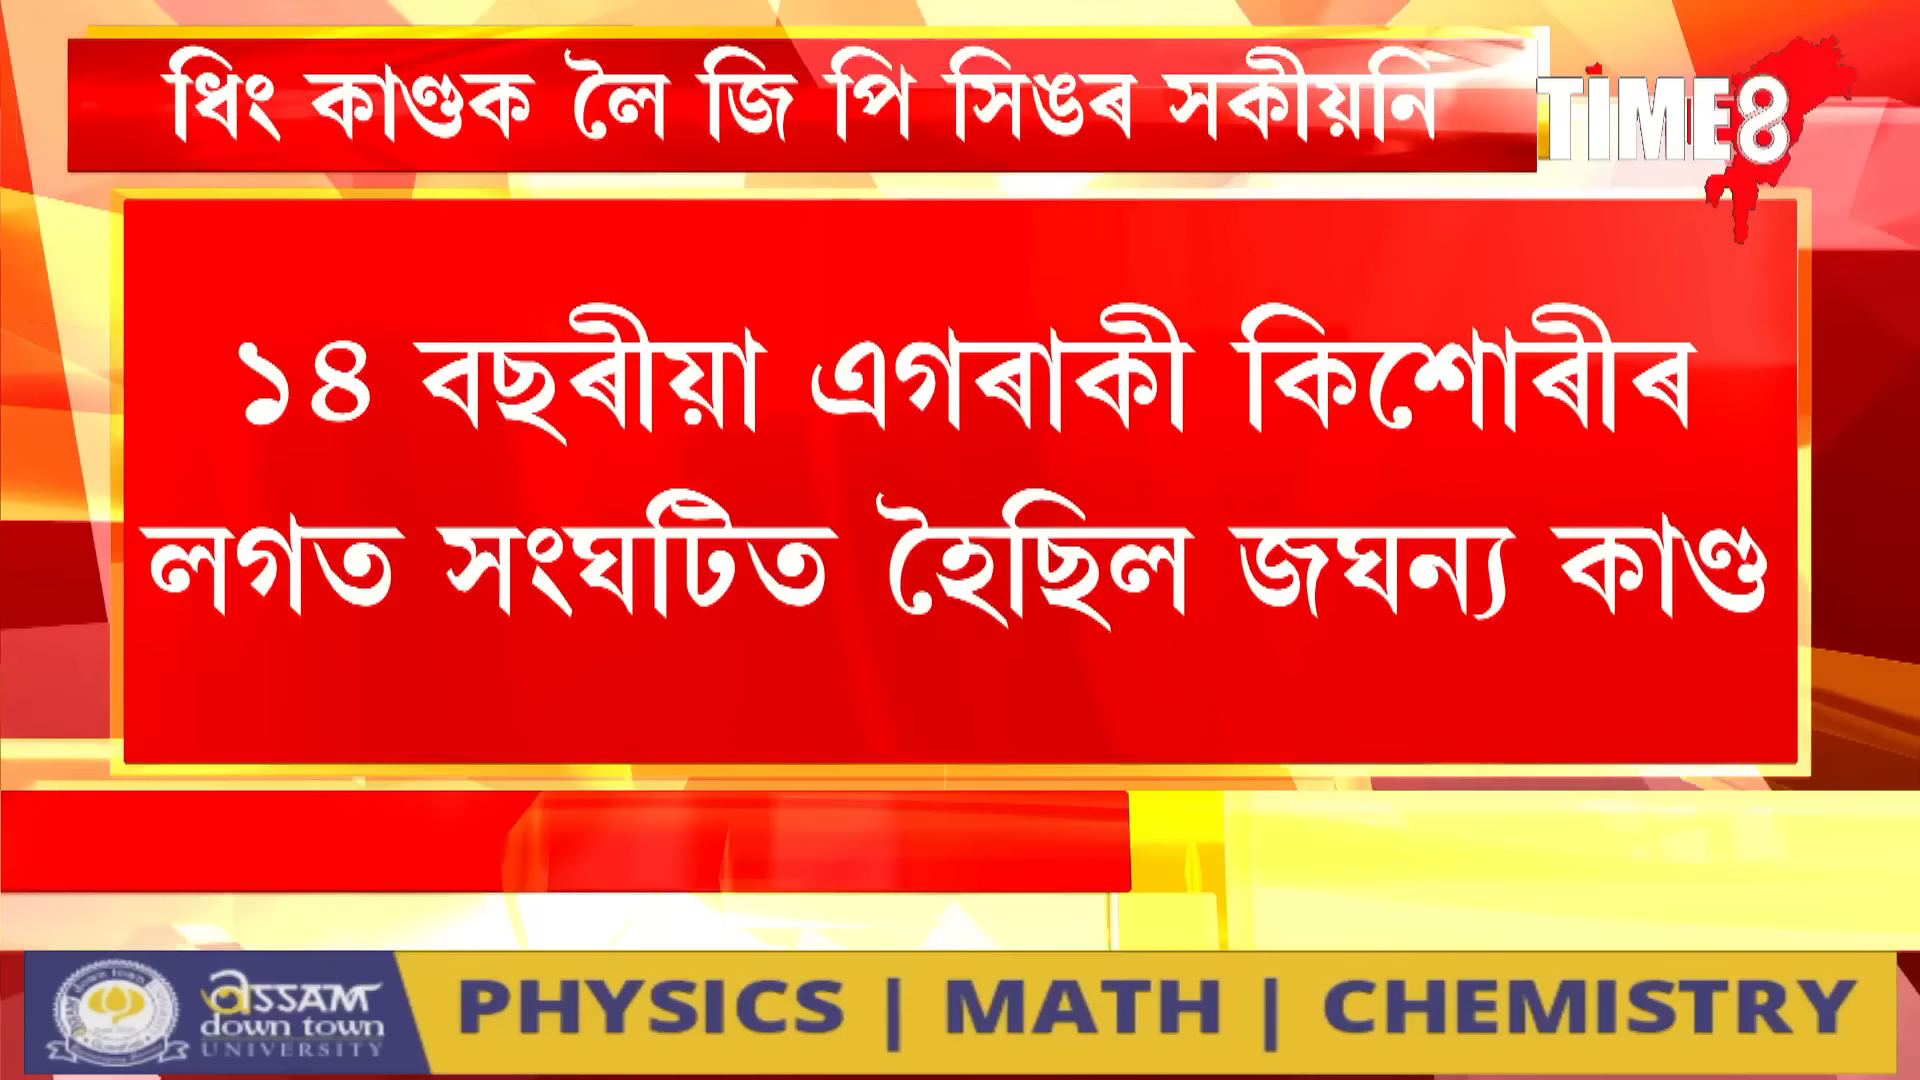 ধিং কাণ্ডক লৈ জি পি সিঙৰ সকীয়নি
TIME8
১৪ বছৰীয়া এগৰাকী কিশোৰীৰ
লগত সংঘটিত হৈছিল জঘন্য কাণ্ড
ASSAM
down town
UNIVERSITY
PHYSICS | MATH | CHEMISTRY